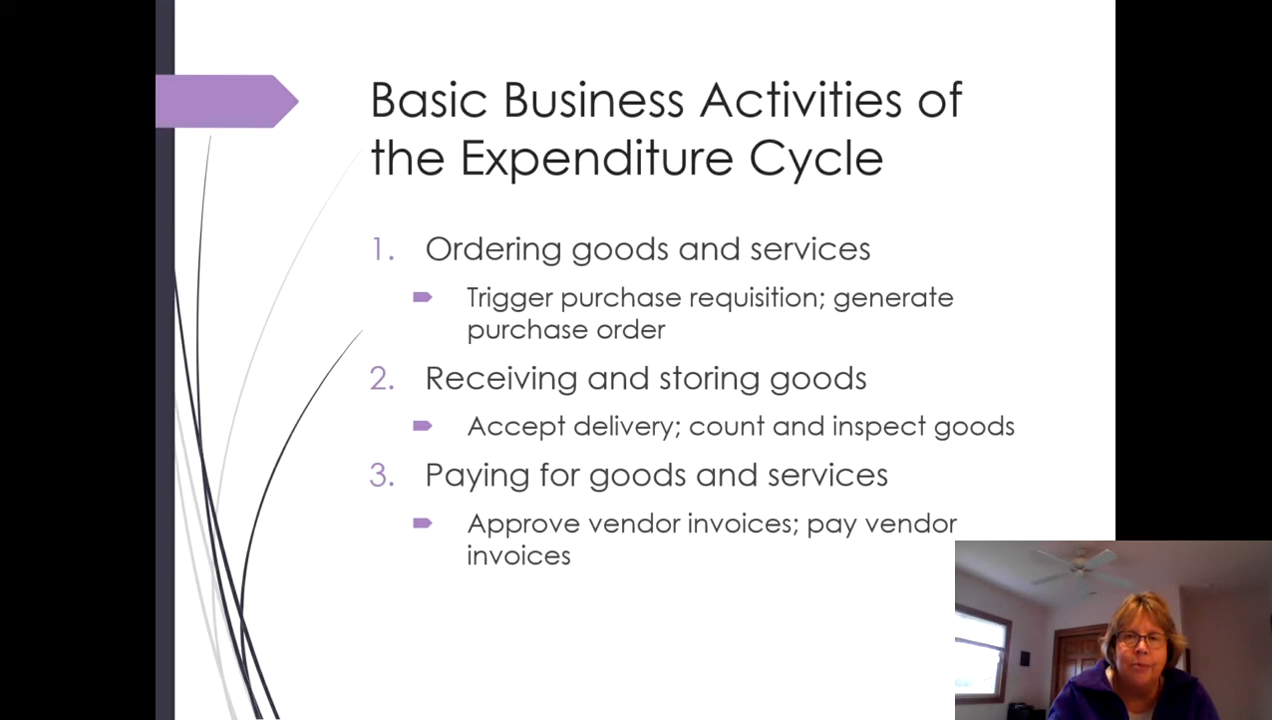 Basic Business Activities of
the Expenditure Cycle
1. Ordering goods and services
Trigger purchase requisition; generate
purchase order
2. Receiving and storing goods
Accept delivery; count and inspect goods
3. Paying for goods and services
Approve vendor invoices; pay vendor
invoices